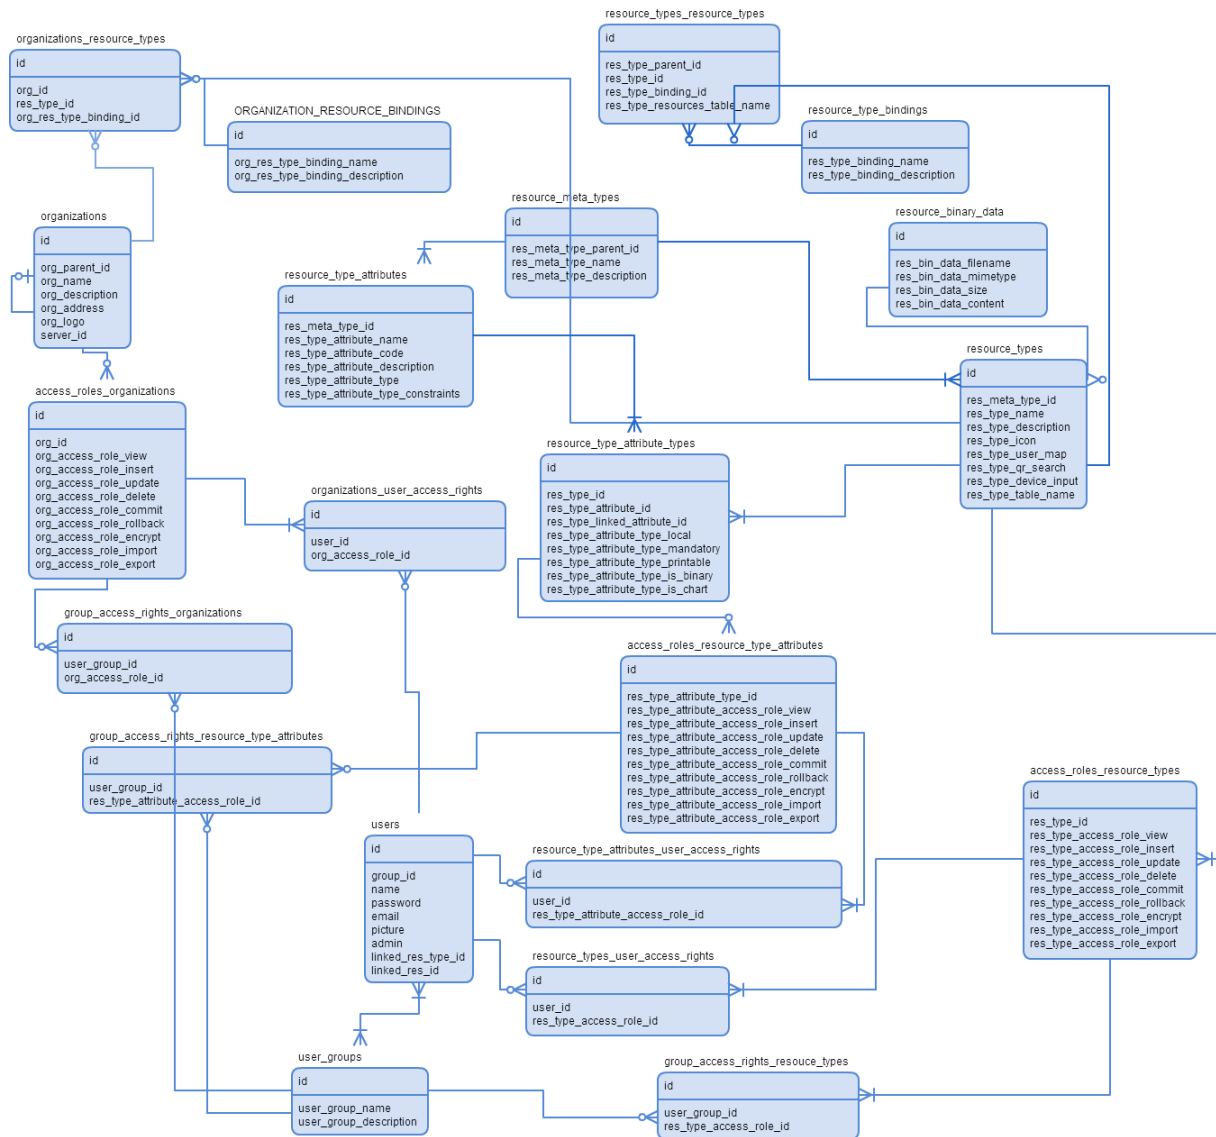 resource_types_resource_types
id
res_type_parent_id
res_type_id
res_type_binding_id
res_type_resources_table_name
organizations_resource_types
id
org_id
res_type_id
org_res_type_binding_id
ORGANIZATION_RESOURCE_BINDINGS
id
org_res_type_binding_name
org_res_type_binding_description
resource_type_bindings
id
res_type_binding_name
res_type_binding_description
resource_meta_types
id
res_meta_type_parent_id
res_meta_type_name
res_meta_type_description
resource_binary_data
id
res_bin_data_filename
res_bin_data_mimetype
res_bin_data_size
res_bin_data_content
organizations
id
org_parent_id
org_name
org_description
org_address
org_logo
server_id
resource_type_attributes
id
res_meta_type_id
res_type_attribute_name
res_type_attribute_code
res_type_attribute_description
res_type_attribute_type
res_type_attribute_type_constraints
resource_types
id
res_meta_type_id
res_type_name
res_type_description
res_type_icon
res_type_user_map
res_type_qr_search
res_type_device_input
res_type_table_name
access_roles_organizations
id
org_id
org_access_role_view
org_access_role_insert
org_access_role_update
org_access_role_delete
org_access_role_commit
org_access_role_rollback
org_access_role_encrypt
org_access_role_import
org_access_role_export
resource_type_attribute_types
id
res_type_id
res_type_attribute_id
res_type_linked_attribute_id
res_type_attribute_type_local
res_type_attribute_type_mandatory
res_type_attribute_type_printable
res_type_attribute_type_is_binary
res_type_attribute_type_is_chart
organizations_user_access_rights
id
user_id
org_access_role_id
group_access_rights_organizations
id
user_group_id
org_access_role_id
access_roles_resource_type_attributes
id
res_type_attribute_type_id
res_type_attribute_access_role_view
res_type_attribute_access_role_insert
res_type_attribute_access_role_update
res_type_attribute_access_role_delete
res_type_attribute_access_role_commit
res_type_attribute_access_role_rollback
res_type_attribute_access_role_encrypt
res_type_attribute_access_role_import
res_type_attribute_access_role_export
group_access_rights_resource_type_attributes
id
user_group_id
res_type_attribute_access_role_id
access_roles_resource_types
id
res_type_id
res_type_access_role_view
res_type_access_role_insert
res_type_access_role_update
res_type_access_role_delete
res_type_access_role_commit
res_type_access_role_rollback
res_type_access_role_encrypt
res_type_access_role_import
res_type_access_role_export
users
id
group_id
name
password
email
picture
admin
linked_res_type_id
linked_res_id
resource_type_attributes_user_access_rights
id
user_id
res_type_attribute_access_role_id
resource_types_user_access_rights
id
user_id
res_type_access_role_id
user_groups
id
user_group_name
user_group_description
group_access_rights_resouce_types
id
user_group_id
res_type_access_role_id